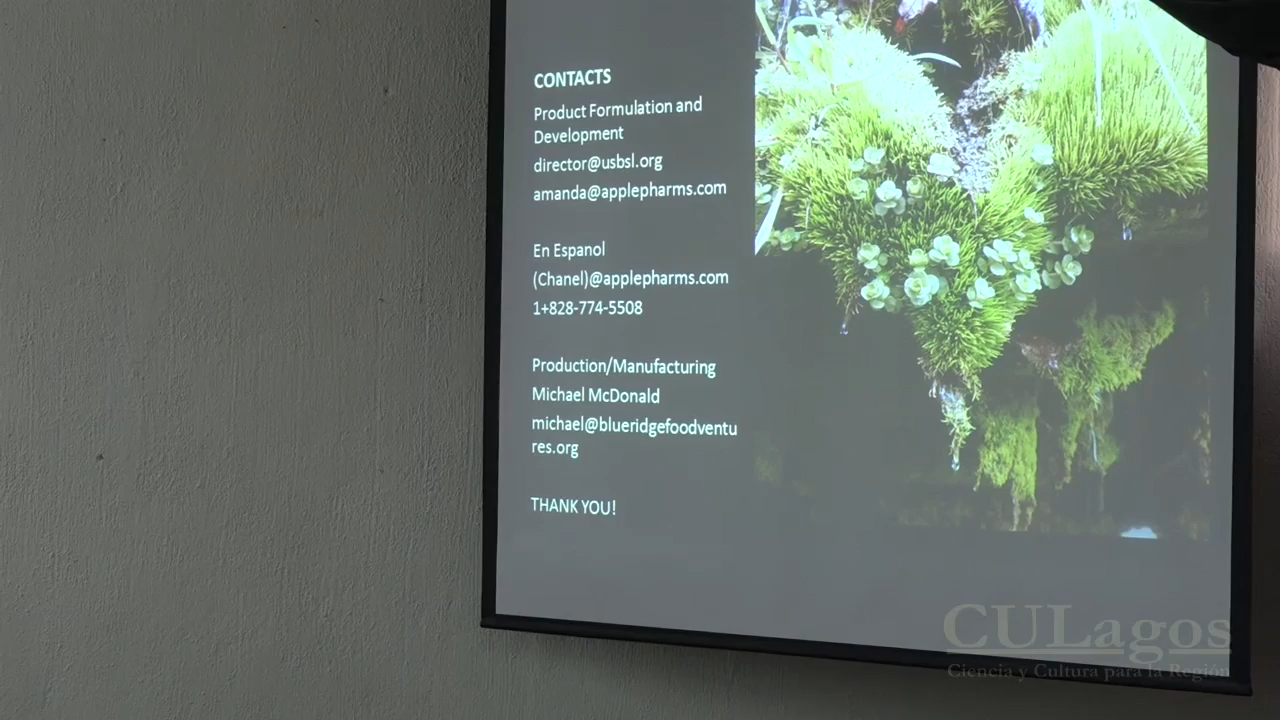 CONTACTS
Product Formulation and
Development
director@usbsl.org
amanda@applepharms.com
En Espanol
(Chanel)@applepharms.com
1+828-774-5508
Production/Manufacturing
Michael McDonald
michael@blueridgefoodventu
res.org
THANK YOU!
CULagos
Ciencia y Cultura para la Región